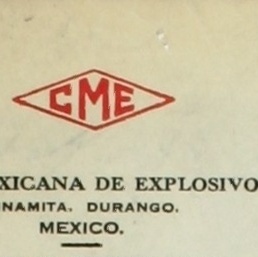 CME
XICANA DE EXPLOSIVO
NAMITA. DURANGO.
MEXICO.